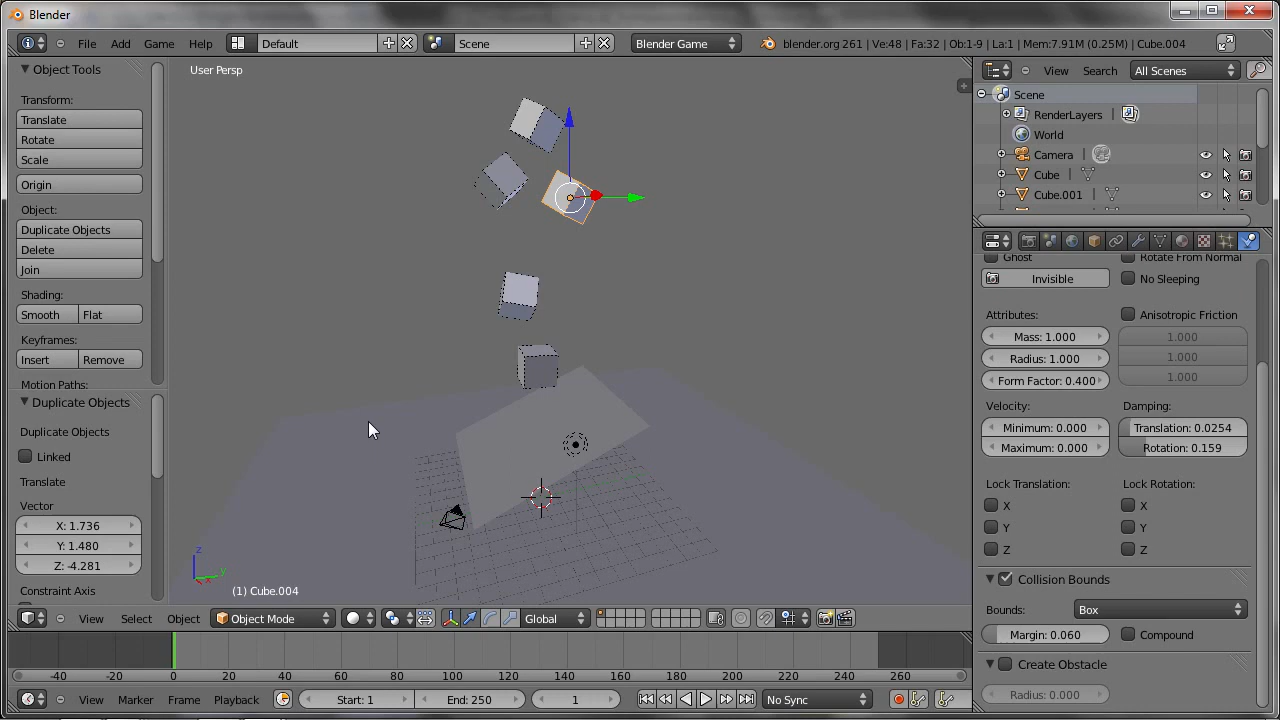 Blender
File Add Game Help Default Scene Blender Game blender.org 261 | Ve:48 | Fa:32 | Ob:1-9 | La:1 | Mem:7.91M (0.25M) | Cube.004
Object Tools
Transform:
Translate
Rotate
Scale
Origin
Object:
Duplicate Objects
Delete
Join
Shading:
Smooth Flat
Keyframes:
Insert Remove
Motion Paths:
Duplicate Objects
Duplicate Objects
Linked
Translate
Vector
X: 1.736
Y: 1.480
Z: -4.281
Constraint Axis
User Persp
z
y
(1) Cube.004
View Select Object Object Mode Global
-40 -20 0 20 40 60 80 100 120 140 160 180 200 220 240 260
View Marker Frame Playback Start: 1 End: 250 1 No Sync
View Search All Scenes
Scene
RenderLayers |
World
Camera |
Cube |
Cube.001 |
Ghost Rotate From Normal
Invisible No Sleeping
Attributes: Anisotropic Friction
Mass: 1.000 1.000
Radius: 1.000 1.000
Form Factor: 0.400 1.000
Velocity: Damping:
Minimum: 0.000 Translation: 0.0254
Maximum: 0.000 Rotation: 0.159
Lock Translation: Lock Rotation:
X X
Y Y
Z Z
Collision Bounds
Bounds: Box
Margin: 0.060 Compound
Create Obstacle
Radius: 0.000